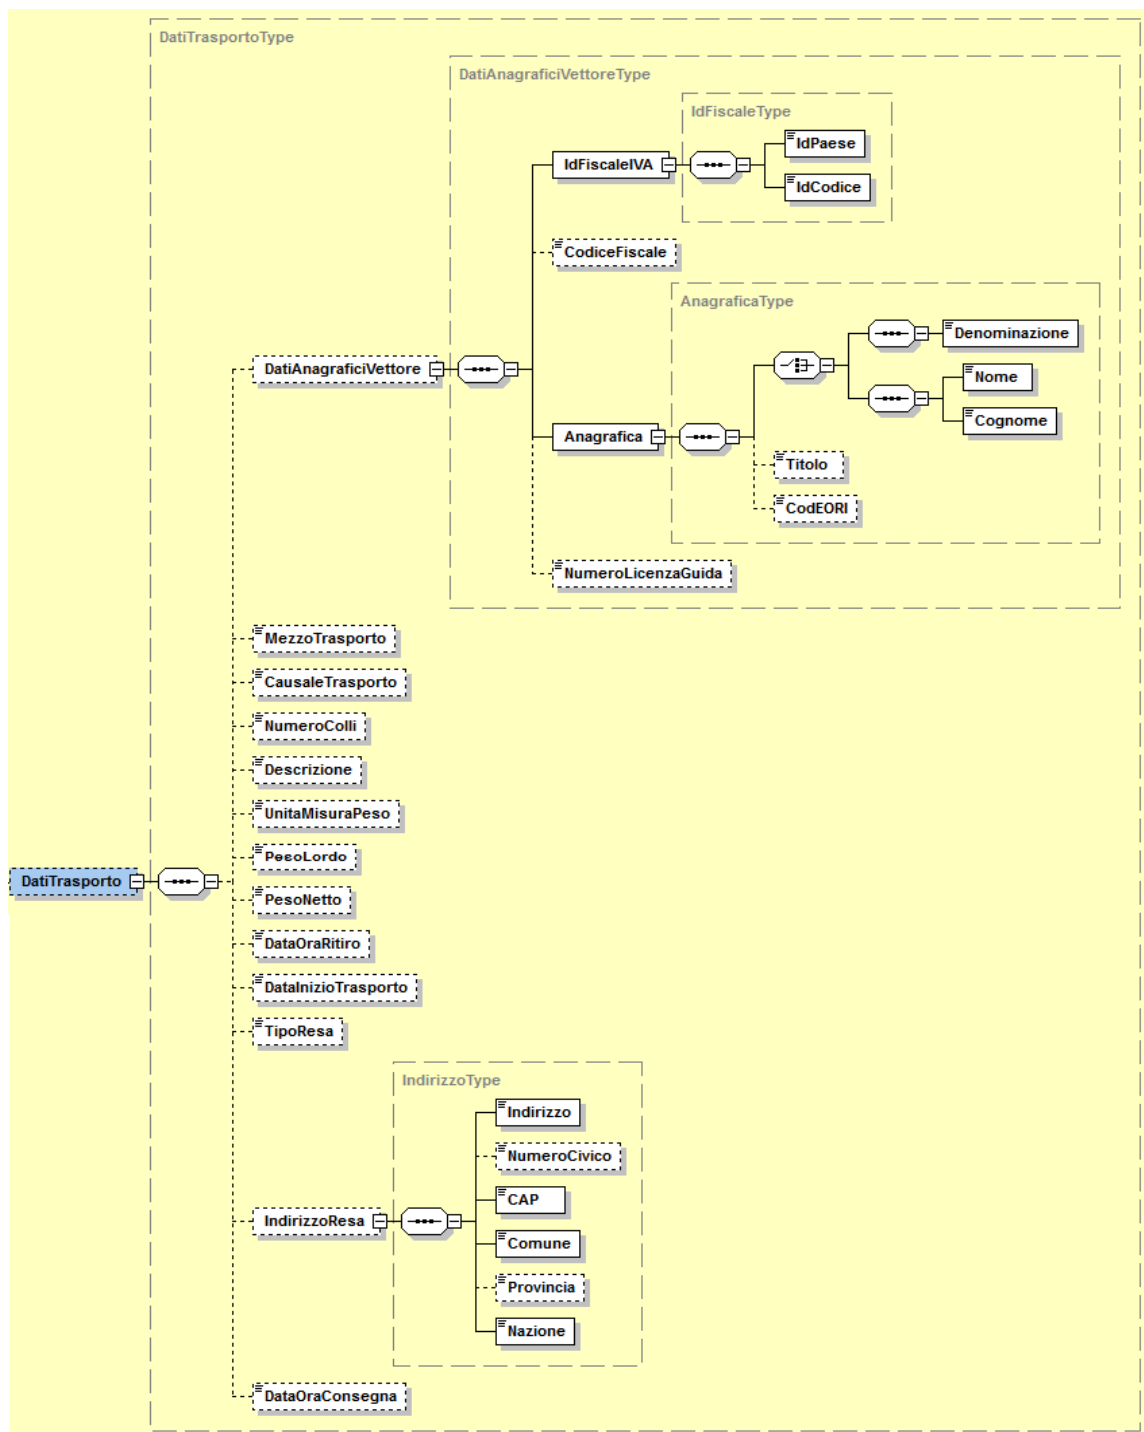 DatiTrasportoType
DatiAnagraficiVettoreType
IdFiscaleType
IdPaese
IdFiscaleIVA
IdCodice
CodiceFiscale
AnagraficaType
Denominazione
DatiAnagraficiVettore
Nome
Cognome
Anagrafica
Titolo
CodEORI
NumeroLicenzaGuida
MezzoTrasporto
CausaleTrasporto
NumeroColli
Descrizione
UnitaMisuraPeso
PesoLordo
DatiTrasporto
PesoNetto
DataOraRitiro
DataInizioTrasporto
TipoResa
IndirizzoType
Indirizzo
NumeroCivico
CAP
IndirizzoResa
Comune
Provincia
Nazione
DataOraConsegna